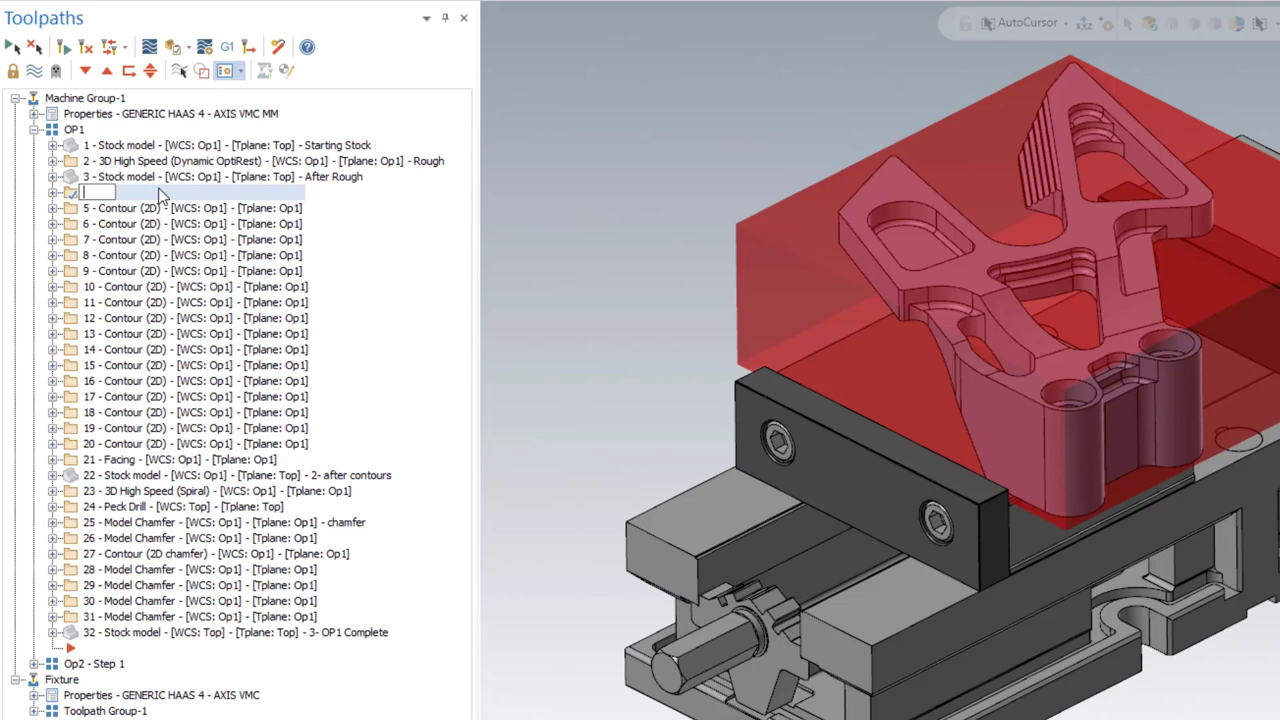 Toolpaths
AutoCursor
G1
Machine Group-1
Properties - GENERIC HAAS 4 - AXIS VMC MM
OP1
1 - Stock model - [WCS: Op1] - [Tplane: Top] - Starting Stock
2 - 3D High Speed (Dynamic OptiRest) - [WCS: Op1] - [Tplane: Op1] - Rough
3 - Stock model - [WCS: Op1] - [Tplane: Top] - After Rough
5 - Contour (2D) - [WCS: Op1] - [Tplane: Op1]
6 - Contour (2D) - [WCS: Op1] - [Tplane: Op1]
7 - Contour (2D) - [WCS: Op1] - [Tplane: Op1]
8 - Contour (2D) - [WCS: Op1] - [Tplane: Op1]
9 - Contour (2D) - [WCS: Op1] - [Tplane: Op1]
10 - Contour (2D) - [WCS: Op1] - [Tplane: Op1]
11 - Contour (2D) - [WCS: Op1] - [Tplane: Op1]
12 - Contour (2D) - [WCS: Op1] - [Tplane: Op1]
13 - Contour (2D) - [WCS: Op1] - [Tplane: Op1]
14 - Contour (2D) - [WCS: Op1] - [Tplane: Op1]
15 - Contour (2D) - [WCS: Op1] - [Tplane: Op1]
16 - Contour (2D) - [WCS: Op1] - [Tplane: Op1]
17 - Contour (2D) - [WCS: Op1] - [Tplane: Op1]
18 - Contour (2D) - [WCS: Op1] - [Tplane: Op1]
19 - Contour (2D) - [WCS: Op1] - [Tplane: Op1]
20 - Contour (2D) - [WCS: Op1] - [Tplane: Op1]
21 - Facing - [WCS: Op1] - [Tplane: Op1]
22 - Stock model - [WCS: Op1] - [Tplane: Top] - 2- after contours
23 - 3D High Speed (Spiral) - [WCS: Op1] - [Tplane: Op1]
24 - Peck Drill - [WCS: Top] - [Tplane: Top]
25 - Model Chamfer - [WCS: Op1] - [Tplane: Op1] - chamfer
26 - Model Chamfer - [WCS: Op1] - [Tplane: Op1]
27 - Contour (2D chamfer) - [WCS: Op1] - [Tplane: Op1]
28 - Model Chamfer - [WCS: Op1] - [Tplane: Op1]
29 - Model Chamfer - [WCS: Op1] - [Tplane: Op1]
30 - Model Chamfer - [WCS: Op1] - [Tplane: Op1]
31 - Model Chamfer - [WCS: Op1] - [Tplane: Op1]
32 - Stock model - [WCS: Top] - [Tplane: Top] - 3- OP1 Complete
Op2 - Step 1
Fixture
Properties - GENERIC HAAS 4 - AXIS VMC
Toolpath Group-1